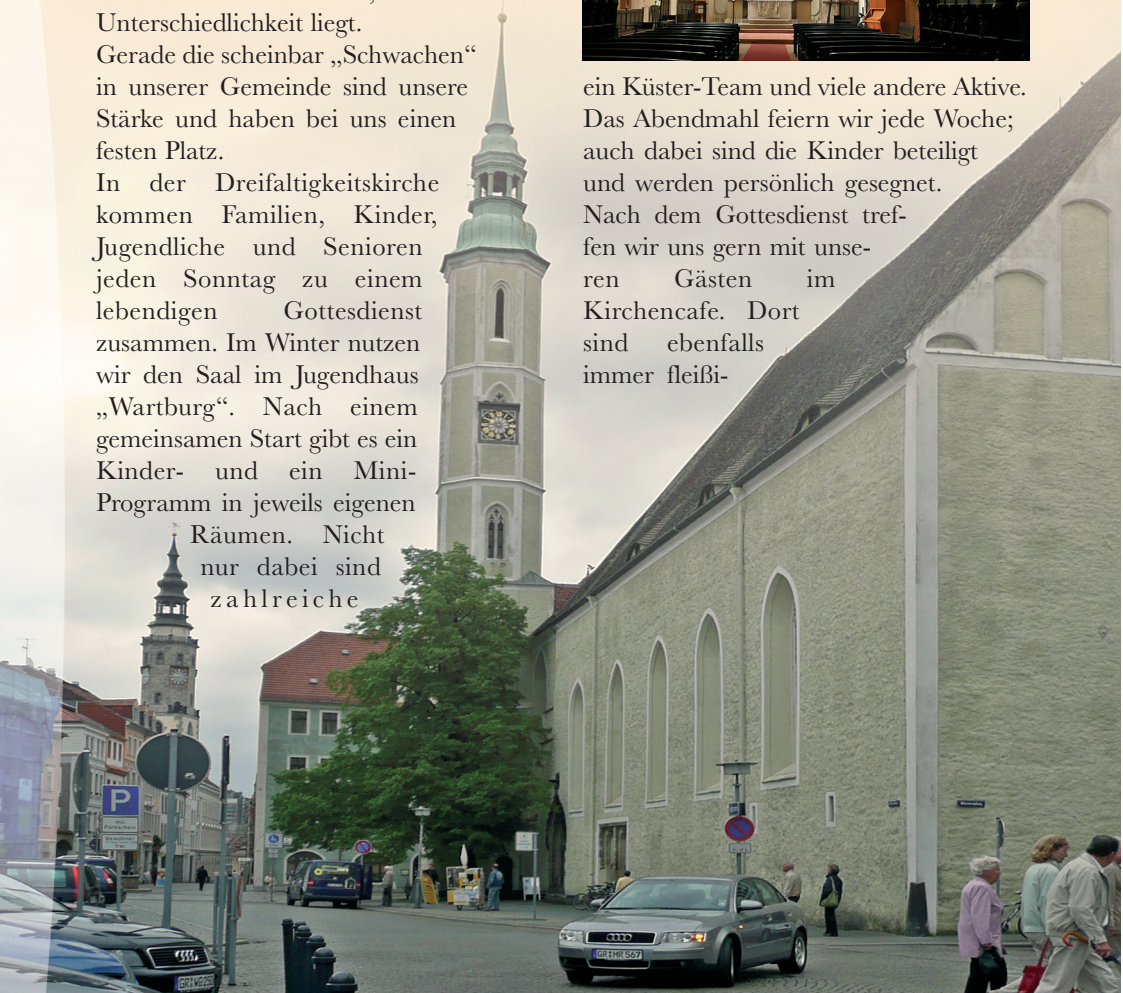 Unterschiedlichkeit liegt.
Gerade die scheinbar „Schwachen“
in unserer Gemeinde sind unsere
Stärke und haben bei uns einen
festen Platz.
In der Dreifaltigkeitskirche
kommen Familien, Kinder,
Jugendliche und Senioren
jeden Sonntag zu einem
lebendigen Gottesdienst
zusammen. Im Winter nutzen
wir den Saal im Jugendhaus
„Wartburg“. Nach einem
gemeinsamen Start gibt es ein
Kinder- und ein Mini-
Programm in jeweils eigenen
Räumen. Nicht
nur dabei sind
zahlreiche
ein Küster-Team und viele andere Aktive.
Das Abendmahl feiern wir jede Woche;
auch dabei sind die Kinder beteiligt
und werden persönlich gesegnet.
Nach dem Gottesdienst tref-
fen wir uns gern mit unse-
ren Gästen im
Kirchencafe. Dort
sind ebenfalls
immer fleißi-
P
mit
Parkschein
Bewohner
frei
GR MR 567